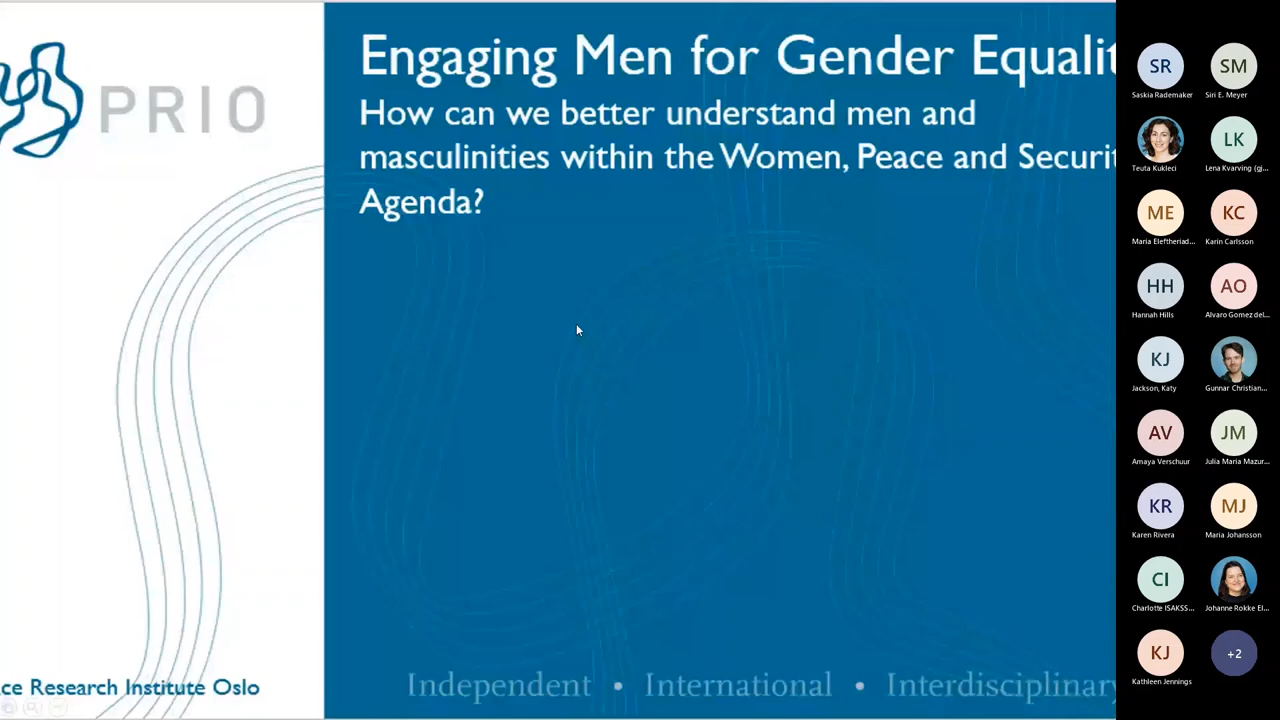 PRIO
Engaging Men for Gender Equalit
How can we better understand men and
masculinities within the Women, Peace and Securit
Agenda?
ce Research Institute Oslo
Independent • International • Interdisciplinary
SR
Saskia Rademaker
SM
Siri E. Meyer
Teuta Kukleci
LK
Lena Kvarving (gj...
ME
Maria Eleftheriad...
KC
Karin Carlsson
HH
Hannah Hills
AO
Alvaro Gomez del...
KJ
Jackson, Katy
Gunnar Christian...
AV
Amaya Verschuur
JM
Julia Maria Mazur...
KR
Karen Rivera
MJ
Maria Johansson
CI
Charlotte ISAKSS...
Johanne Rokke El...
KJ
Kathleen Jennings
+2